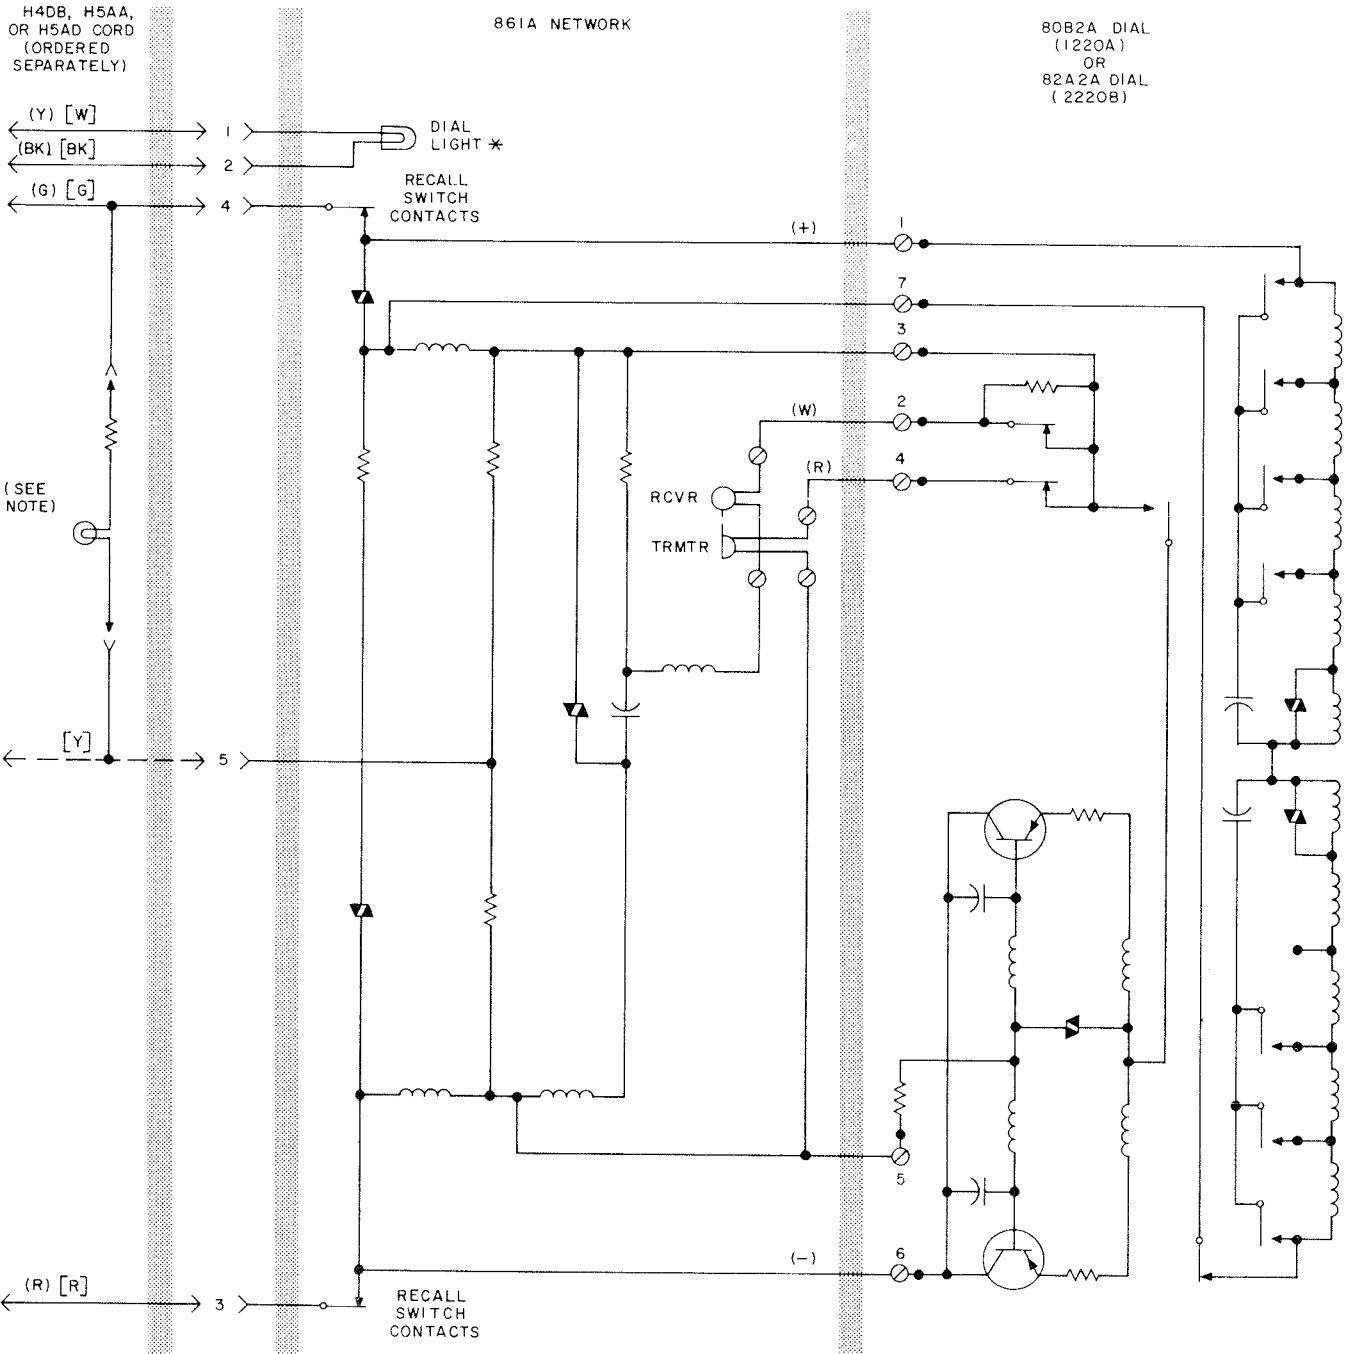 H4DB, H5AA,
OR H5AD CORD
(ORDERED
SEPARATELY)
861A NETWORK
80B2A DIAL
(1220A)
OR
82A2A DIAL
(2220B)
(Y) [W]
1
DIAL
LIGHT *
(BK) [BK]
2
(G) [G]
4
RECALL
SWITCH
CONTACTS
(+)
1
7
3
(W)
2
(R)
4
(SEE
NOTE)
RCVR
TRMTR
[Y]
5
5
(-)
6
(R) [R]
3
RECALL
SWITCH
CONTACTS